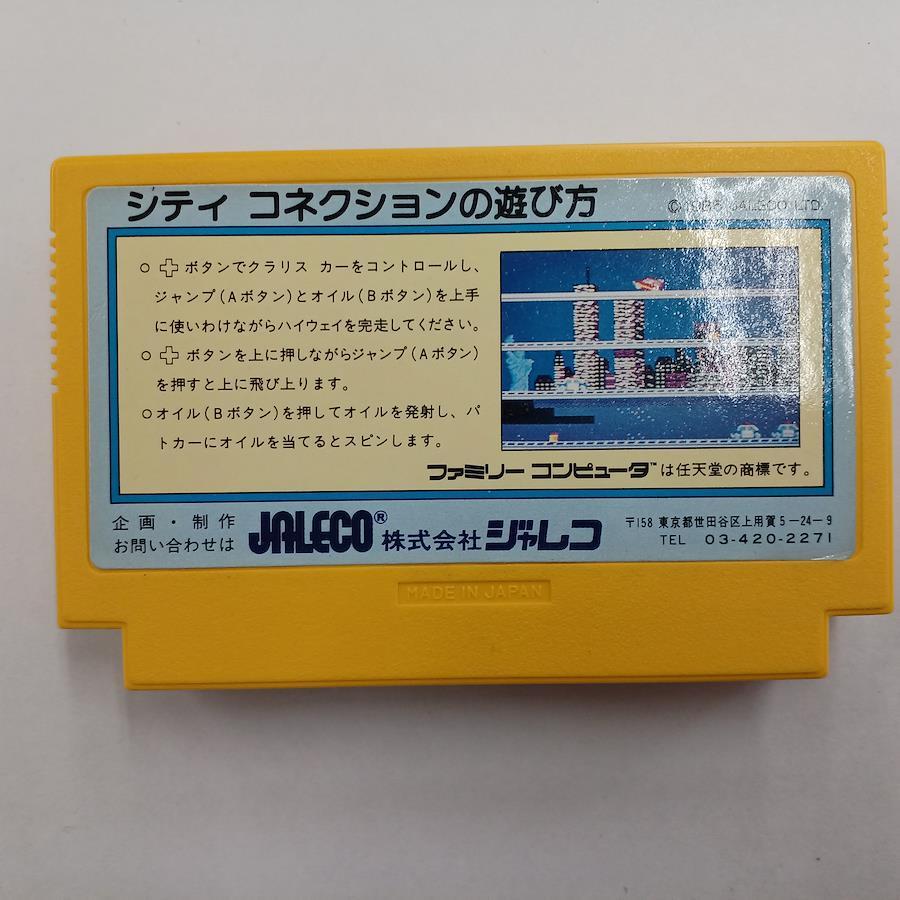 シティ コネクションの遊び方
© 1985 JALECO LTD.
○ ボタンでクラリス カーをコントロールし、
ジャンプ(Aボタン)とオイル(Bボタン)を上手
に使いわけながらハイウェイを完走してください。
○ ボタンを上に押しながらジャンプ(Aボタン)
を押すと上に飛び上ります。
○オイル(Bボタン)を押してオイルを発射し、パ
トカーにオイルを当てるとスピンします。
ファミリー コンピュータ™は任天堂の商標です。
企画・制作
お問い合わせは
JALECO® 株式会社ジャレコ
〒158 東京都世田谷区上用賀5-24-9
TEL 03-420-2271
MADE IN JAPAN